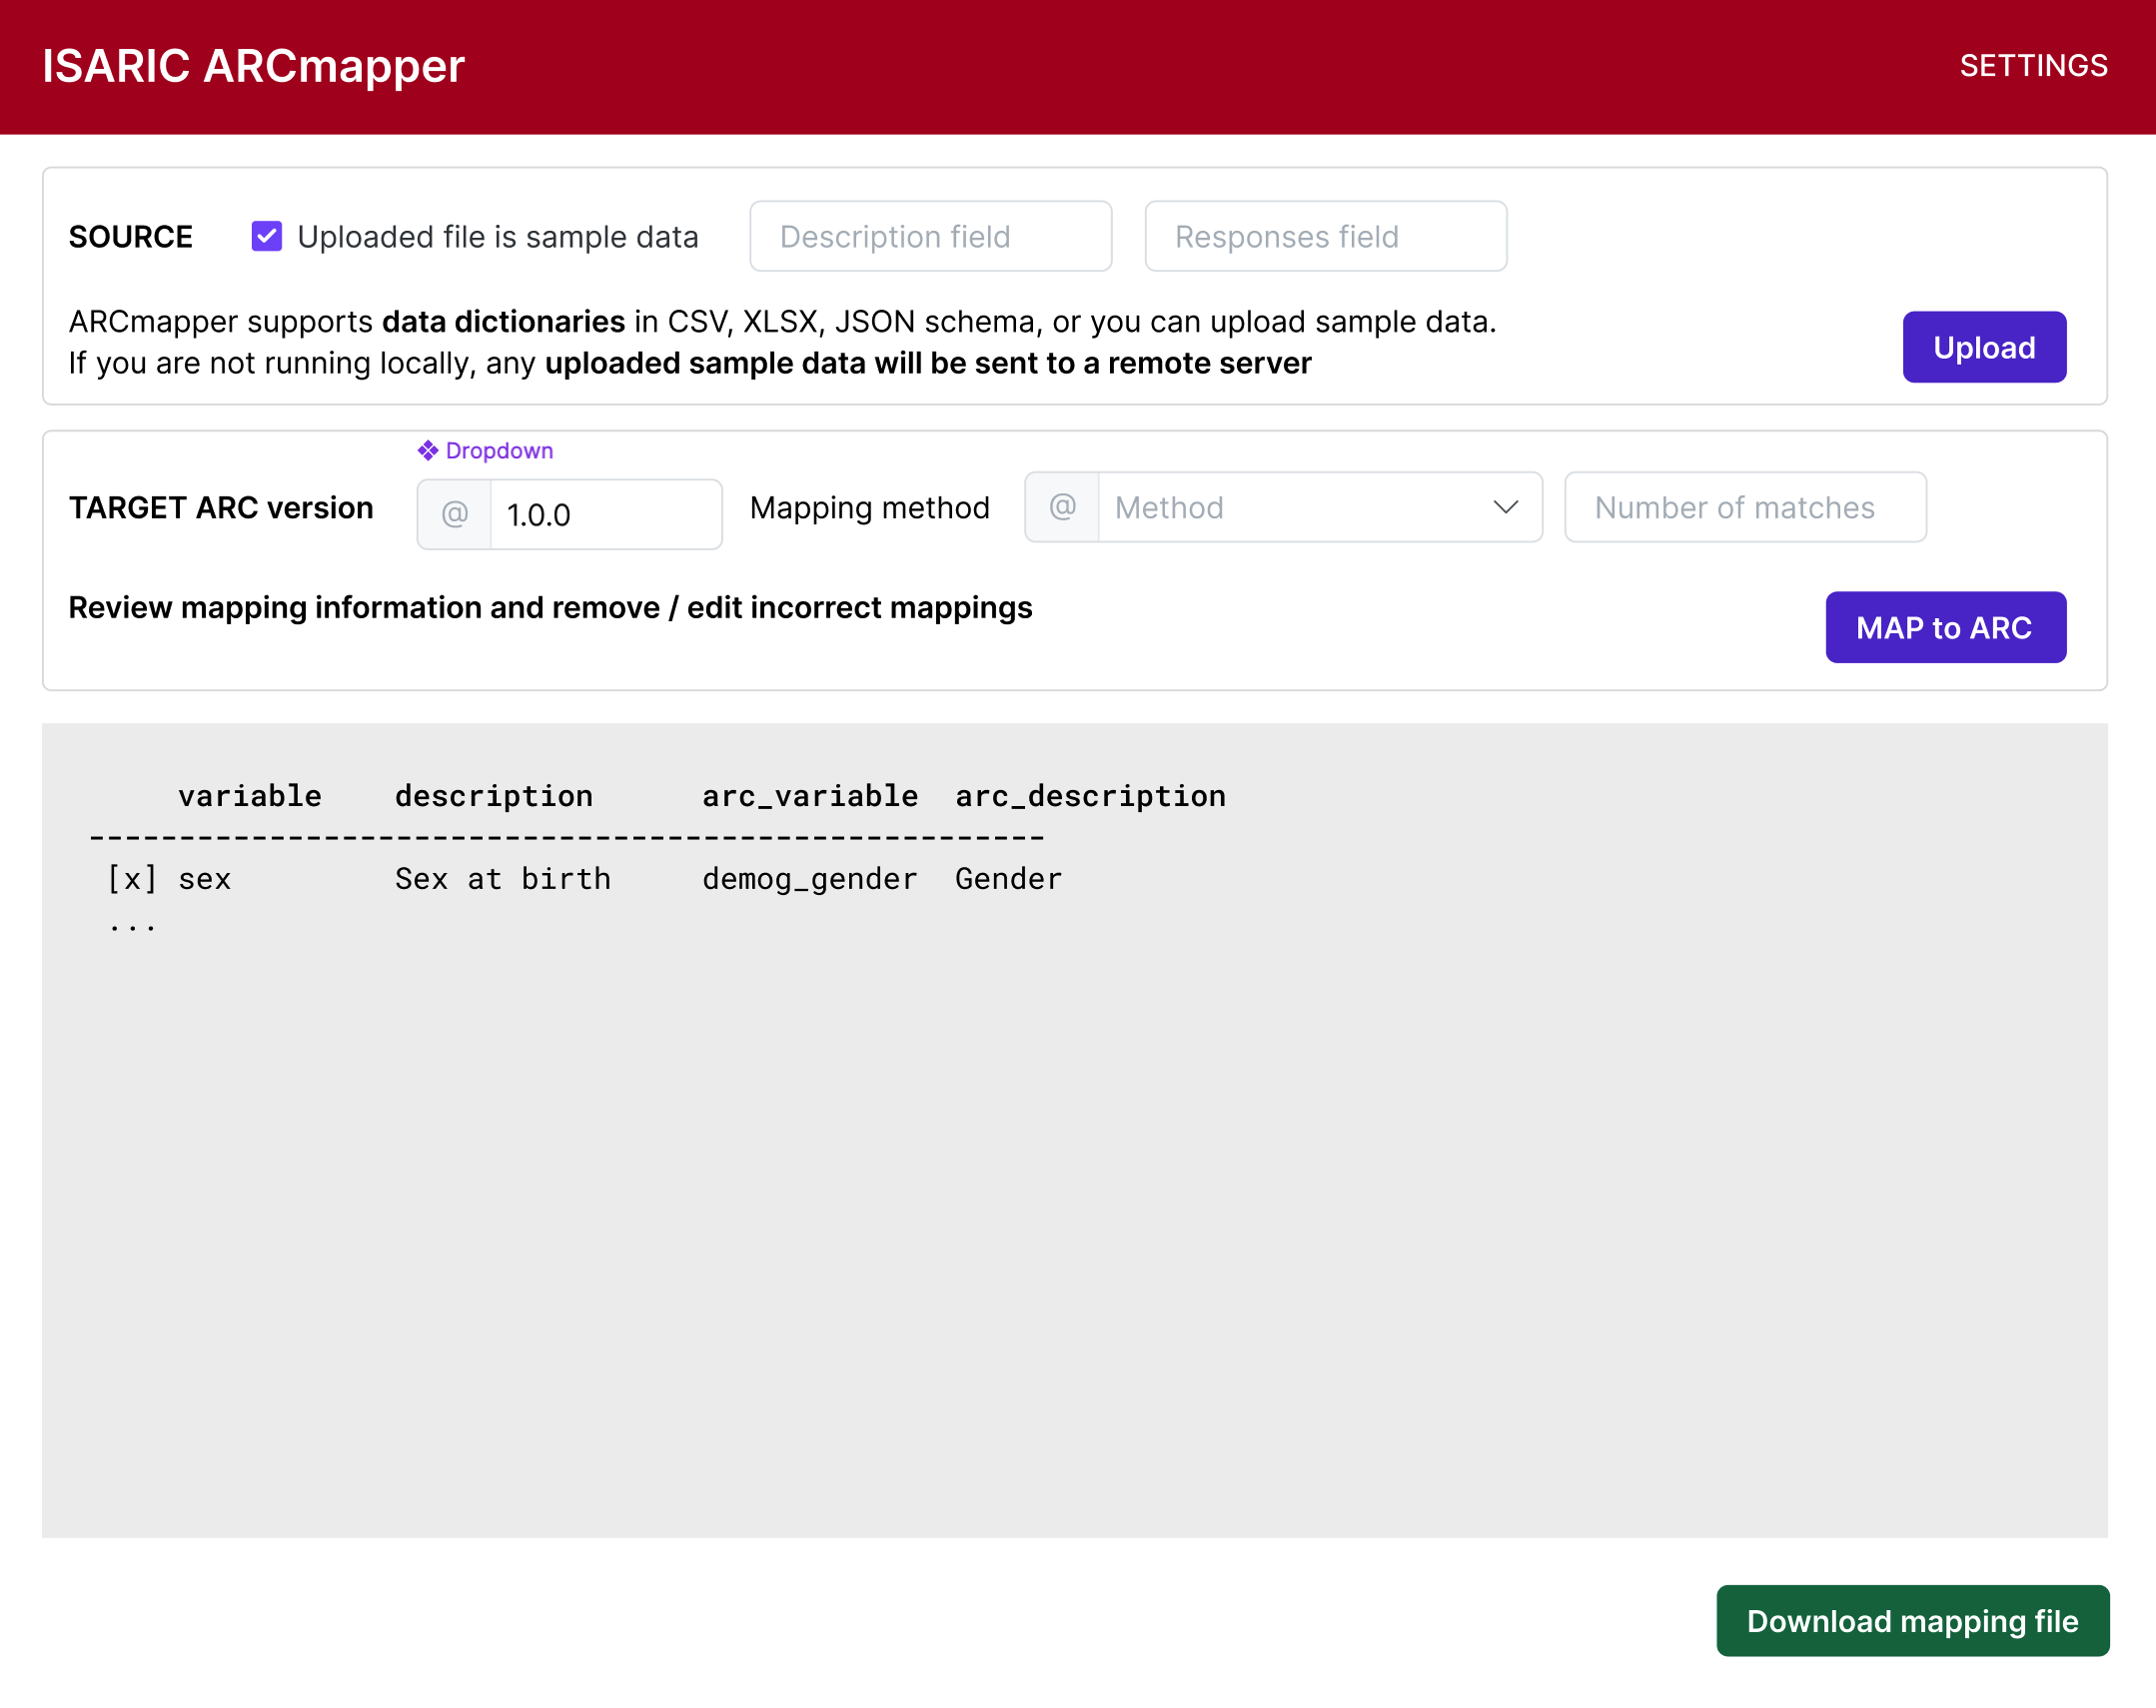 ISARIC ARCmapper
SETTINGS
SOURCE
Uploaded file is sample data
Description field
Responses field
ARCmapper supports data dictionaries in CSV, XLSX, JSON schema, or you can upload sample data.
If you are not running locally, any uploaded sample data will be sent to a remote server
Upload
Dropdown
TARGET ARC version
@ 1.0.0
Mapping method
@ Method
Number of matches
Review mapping information and remove / edit incorrect mappings
MAP to ARC
variable description arc_variable arc_description
-----------------------------------------------------
[x] sex Sex at birth demog_gender Gender
...
Download mapping file